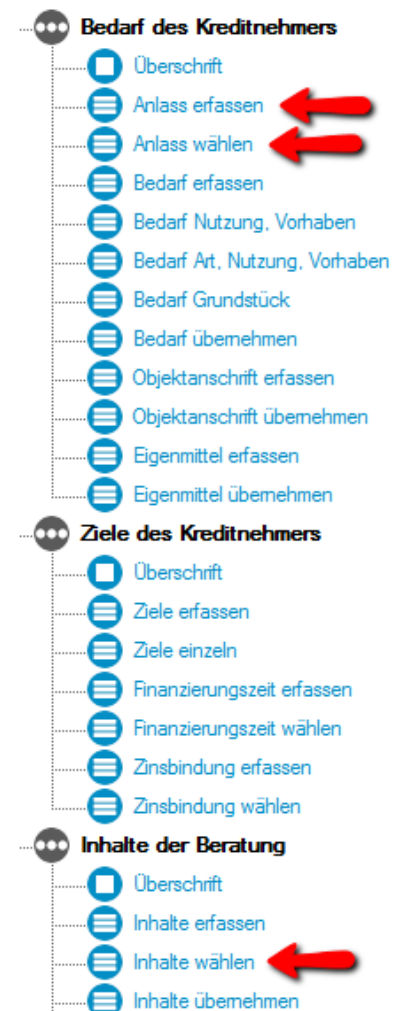 Bedarf des Kreditnehmers
Überschrift
Anlass erfassen
Anlass wählen
Bedarf erfassen
Bedarf Nutzung, Vorhaben
Bedarf Art, Nutzung, Vorhaben
Bedarf Grundstück
Bedarf übernehmen
Objektanschrift erfassen
Objektanschrift übernehmen
Eigenmittel erfassen
Eigenmittel übernehmen
Ziele des Kreditnehmers
Überschrift
Ziele erfassen
Ziele einzeln
Finanzierungszeit erfassen
Finanzierungszeit wählen
Zinsbindung erfassen
Zinsbindung wählen
Inhalte der Beratung
Überschrift
Inhalte erfassen
Inhalte wählen
Inhalte übernehmen